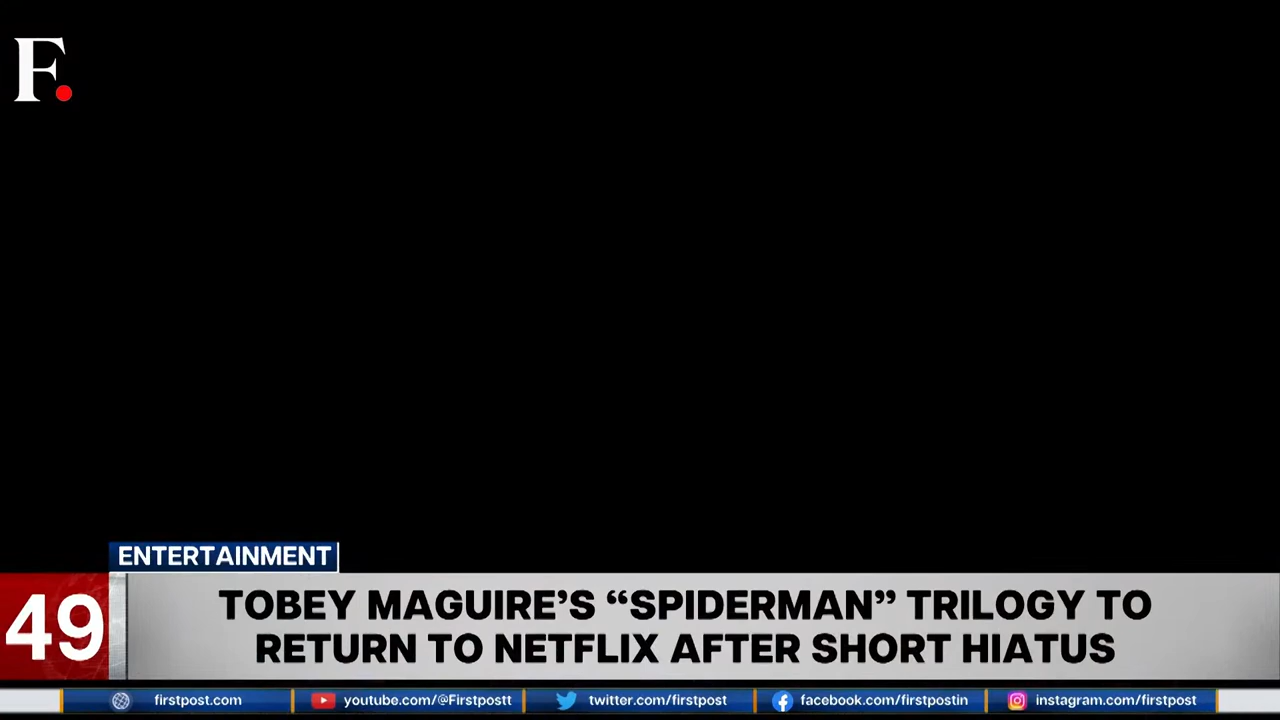 F.
ENTERTAINMENT
49
TOBEY MAGUIRE’S “SPIDERMAN” TRILOGY TO
RETURN TO NETFLIX AFTER SHORT HIATUS
firstpost.com
youtube.com/@Firstpostt
twitter.com/firstpost
facebook.com/firstpostin
instagram.com/firstpost